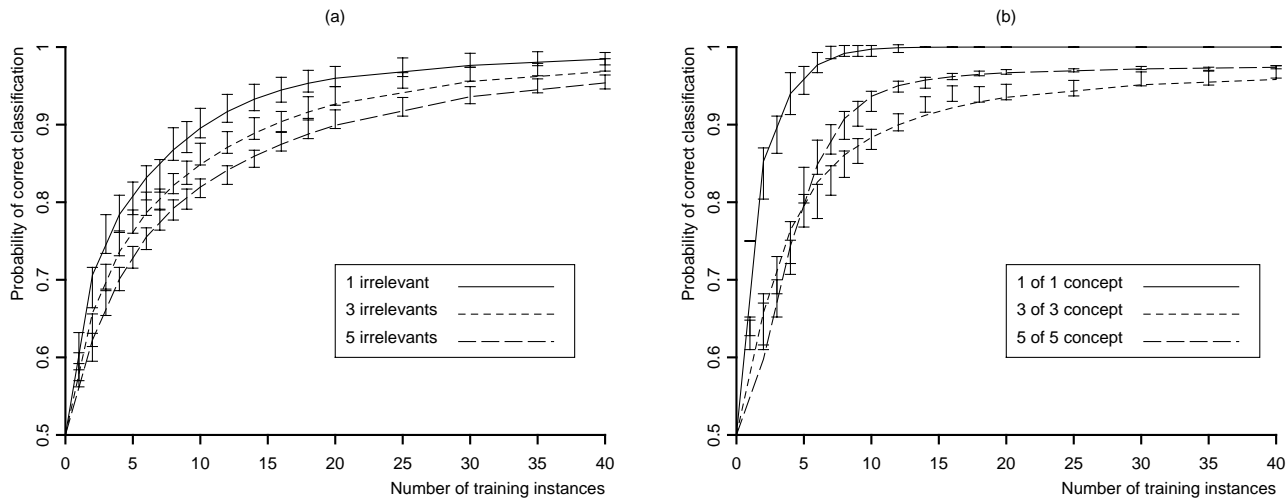 (a)
Probability of correct classification
1
0.9
0.8
0.7
0.6
0.5
1 irrelevant
3 irrelevants
5 irrelevants
0 5 10 15 20 25 30 35 40
Number of training instances
(b)
Probability of correct classification
1
0.9
0.8
0.7
0.6
0.5
1 of 1 concept
3 of 3 concept
5 of 5 concept
0 5 10 15 20 25 30 35 40
Number of training instances